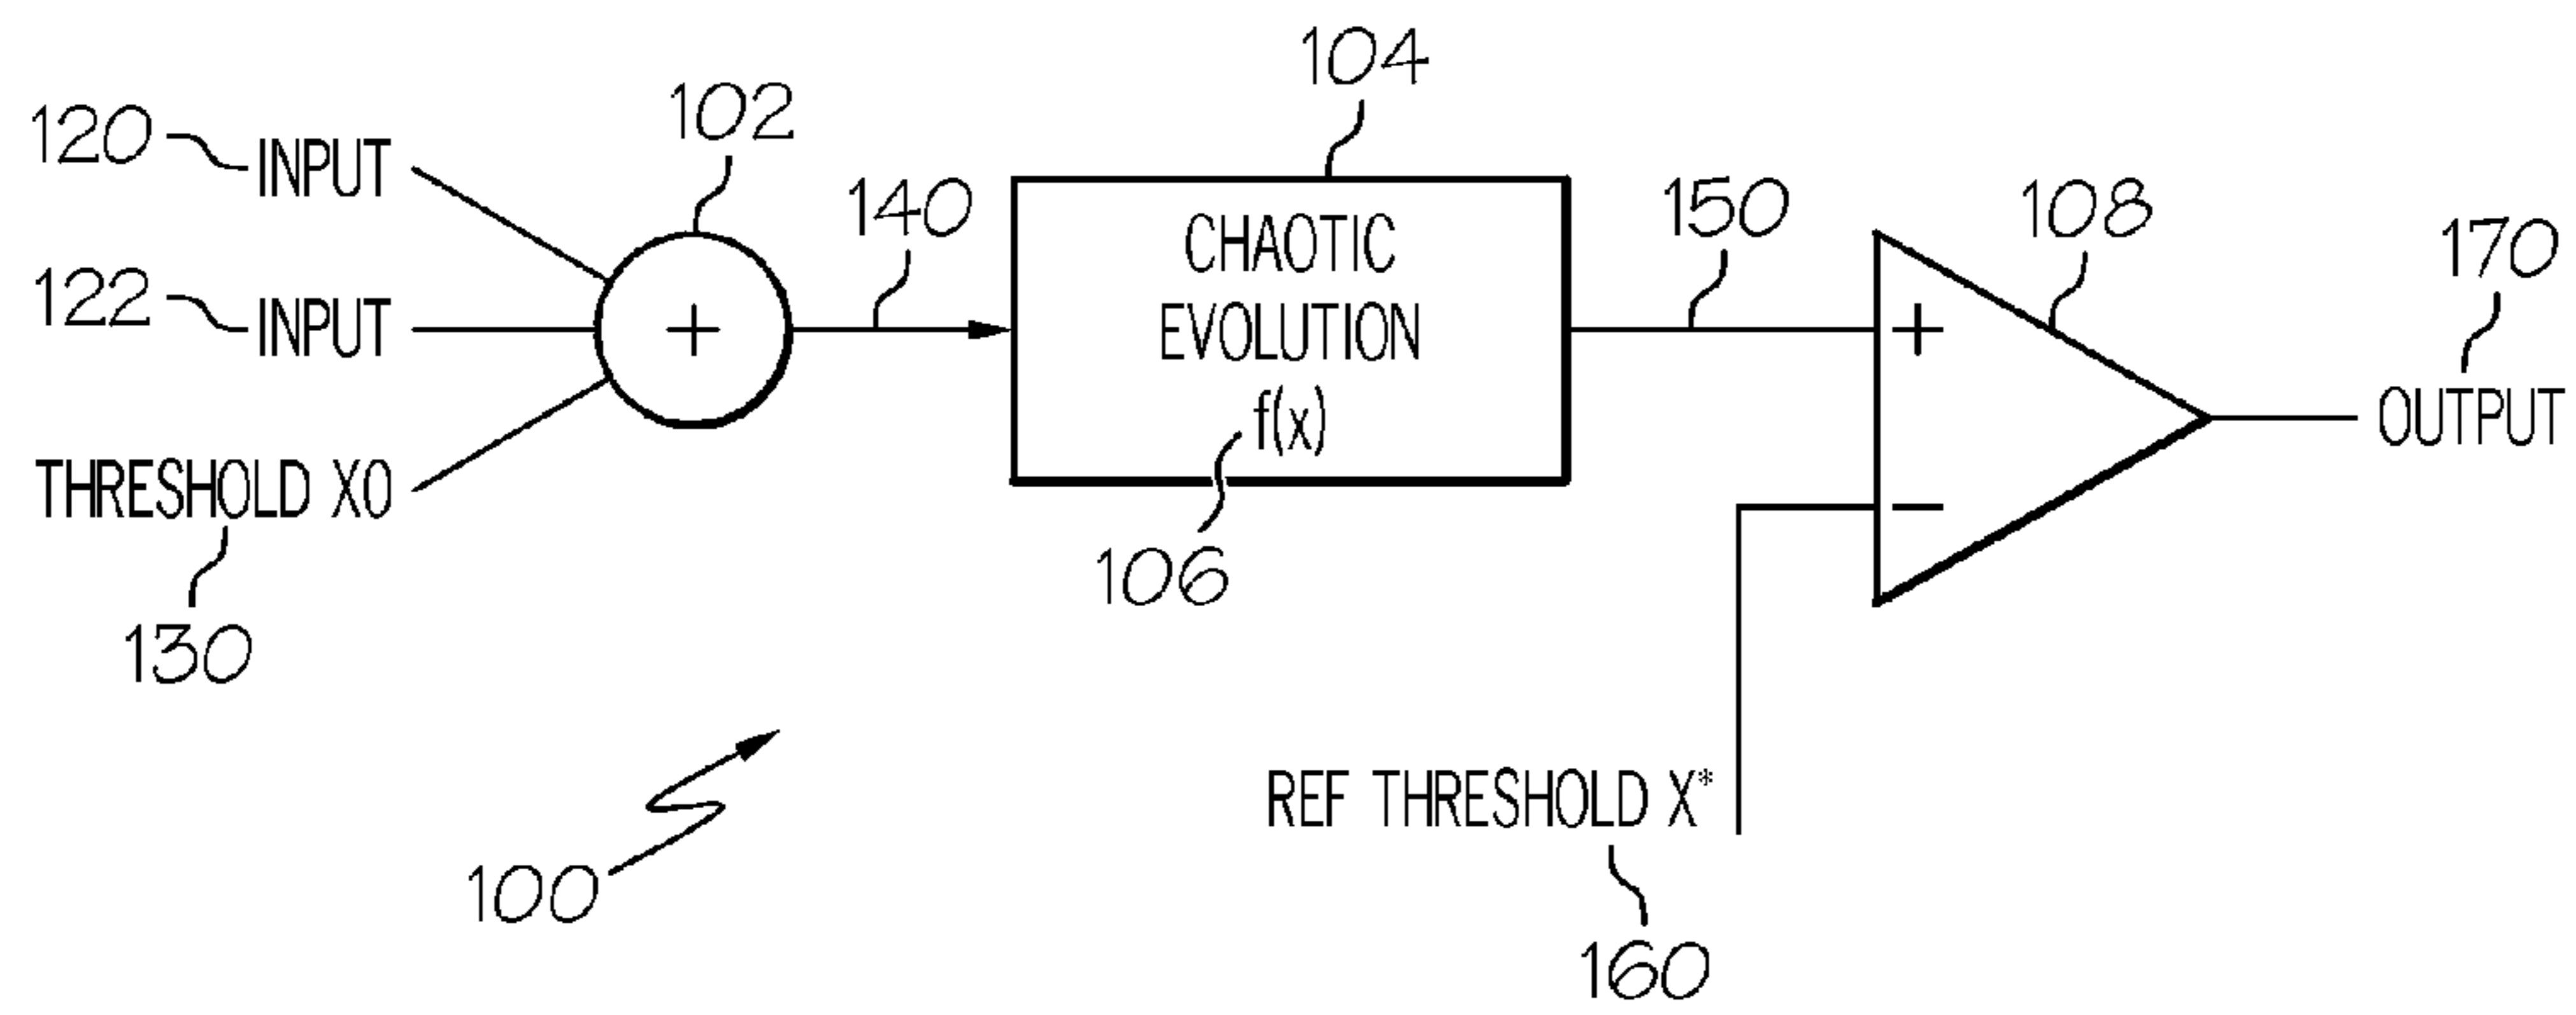 104
120 INPUT
102
140
CHAOTIC
EVOLUTION
f(x)
150
108
170
122 INPUT
+
+
OUTPUT
THRESHOLD X0
−
106
130
REF THRESHOLD X*
100
160